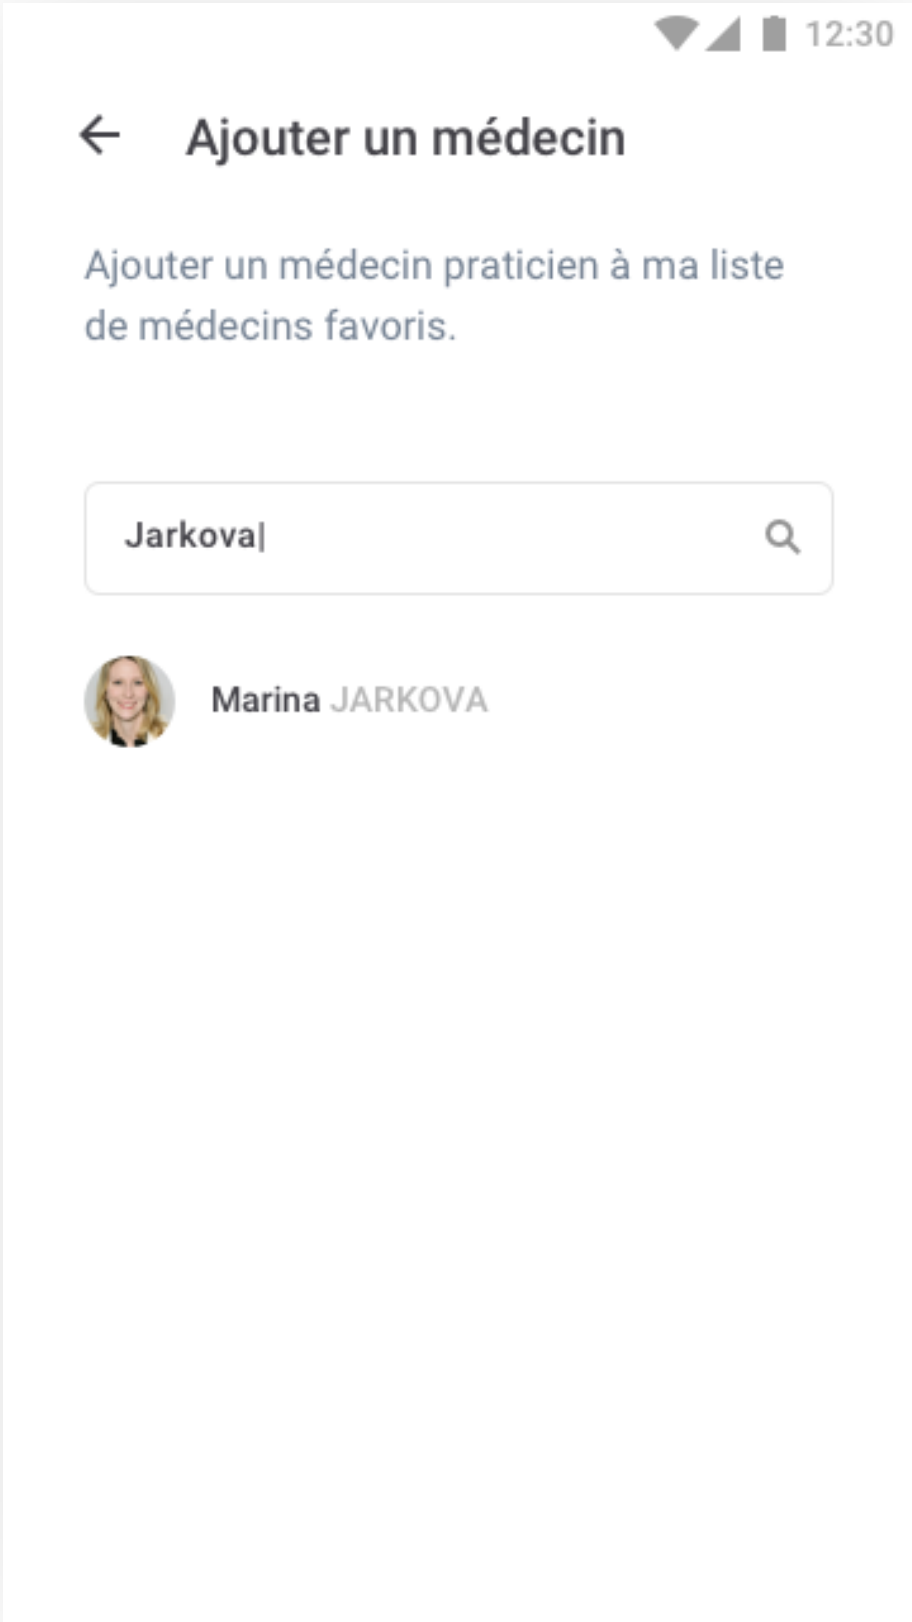 12:30
Ajouter un médecin
Ajouter un médecin praticien à ma liste
de médecins favoris.
Jarkova
Marina JARKOVA